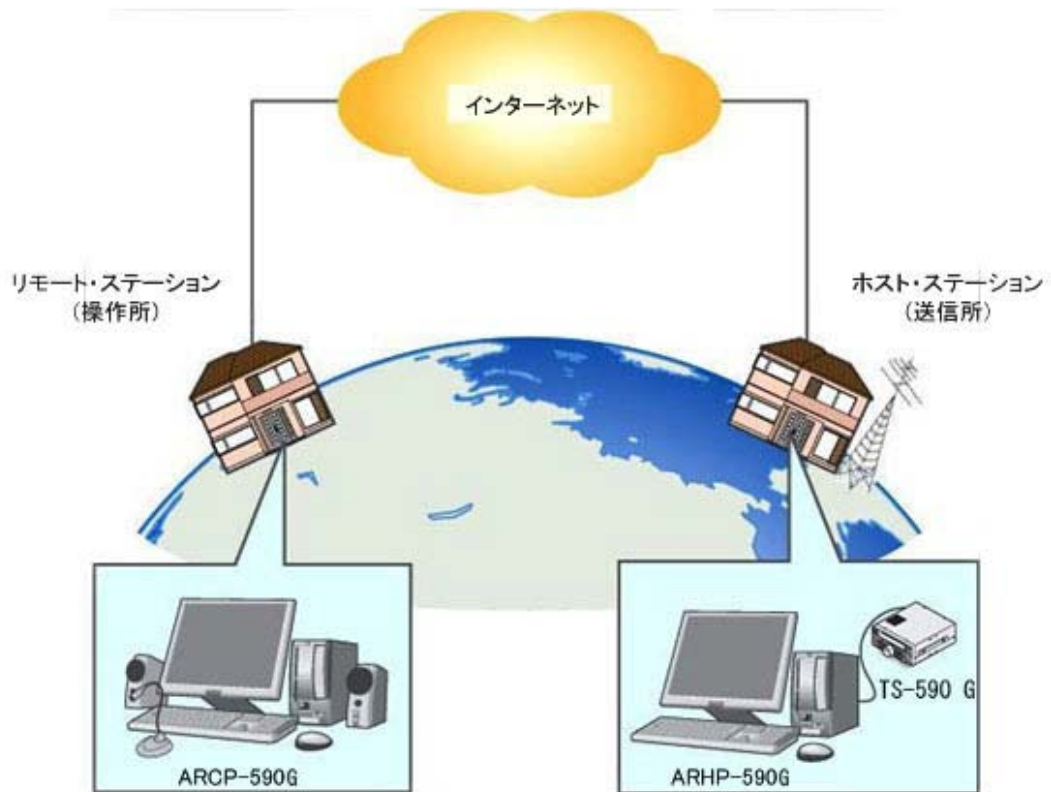 インターネット
リモート・ステーション
(操作所)
ホスト・ステーション
(送信所)
TS-590 G
ARCP-590G
ARHP-590G